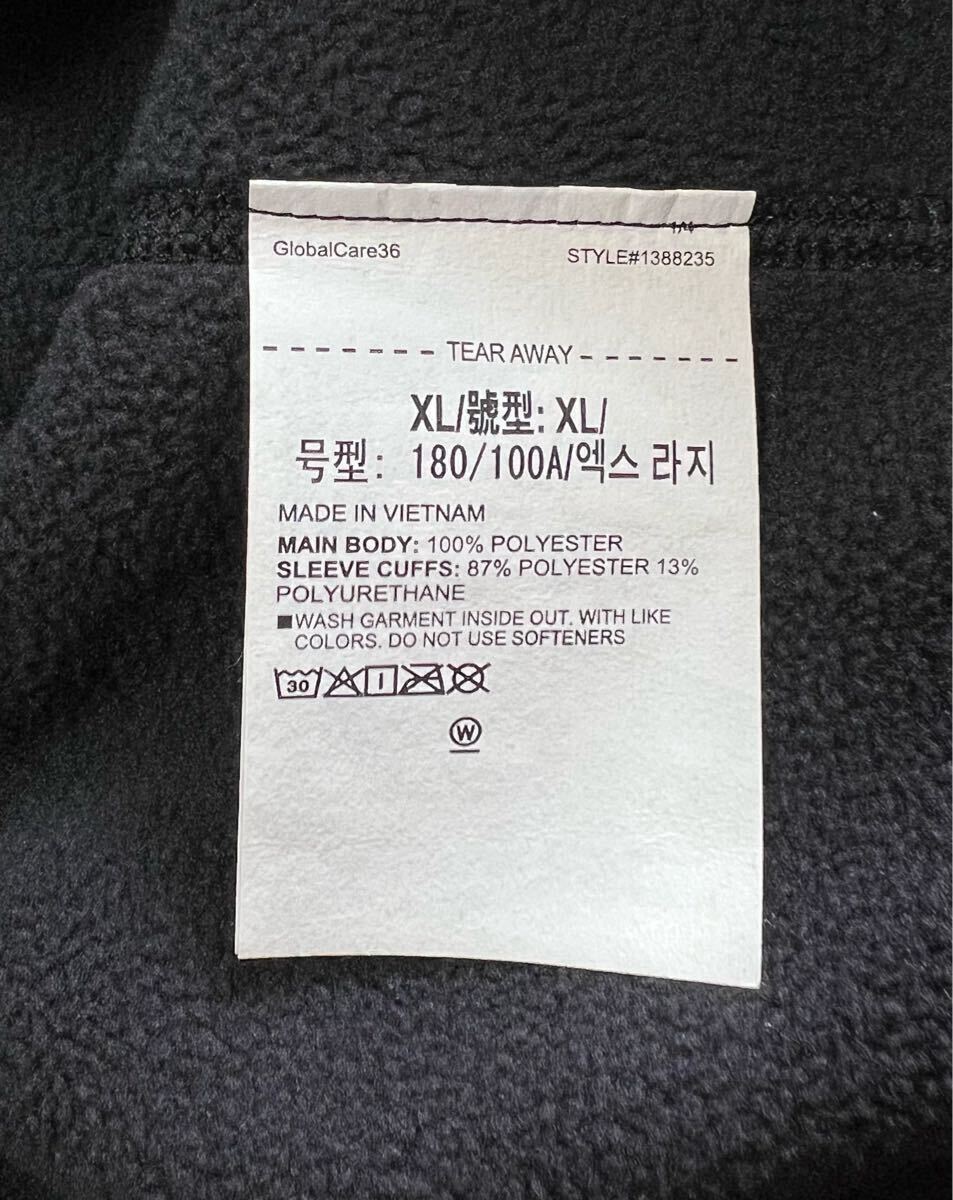 GlobalCare36
STYLE#1388235
TEAR AWAY
XL/號型: XL/
号型: 180/100A/엑스 라지
MADE IN VIETNAM
MAIN BODY: 100% POLYESTER
SLEEVE CUFFS: 87% POLYESTER 13%
POLYURETHANE
■WASH GARMENT INSIDE OUT. WITH LIKE
COLORS. DO NOT USE SOFTENERS
30
W